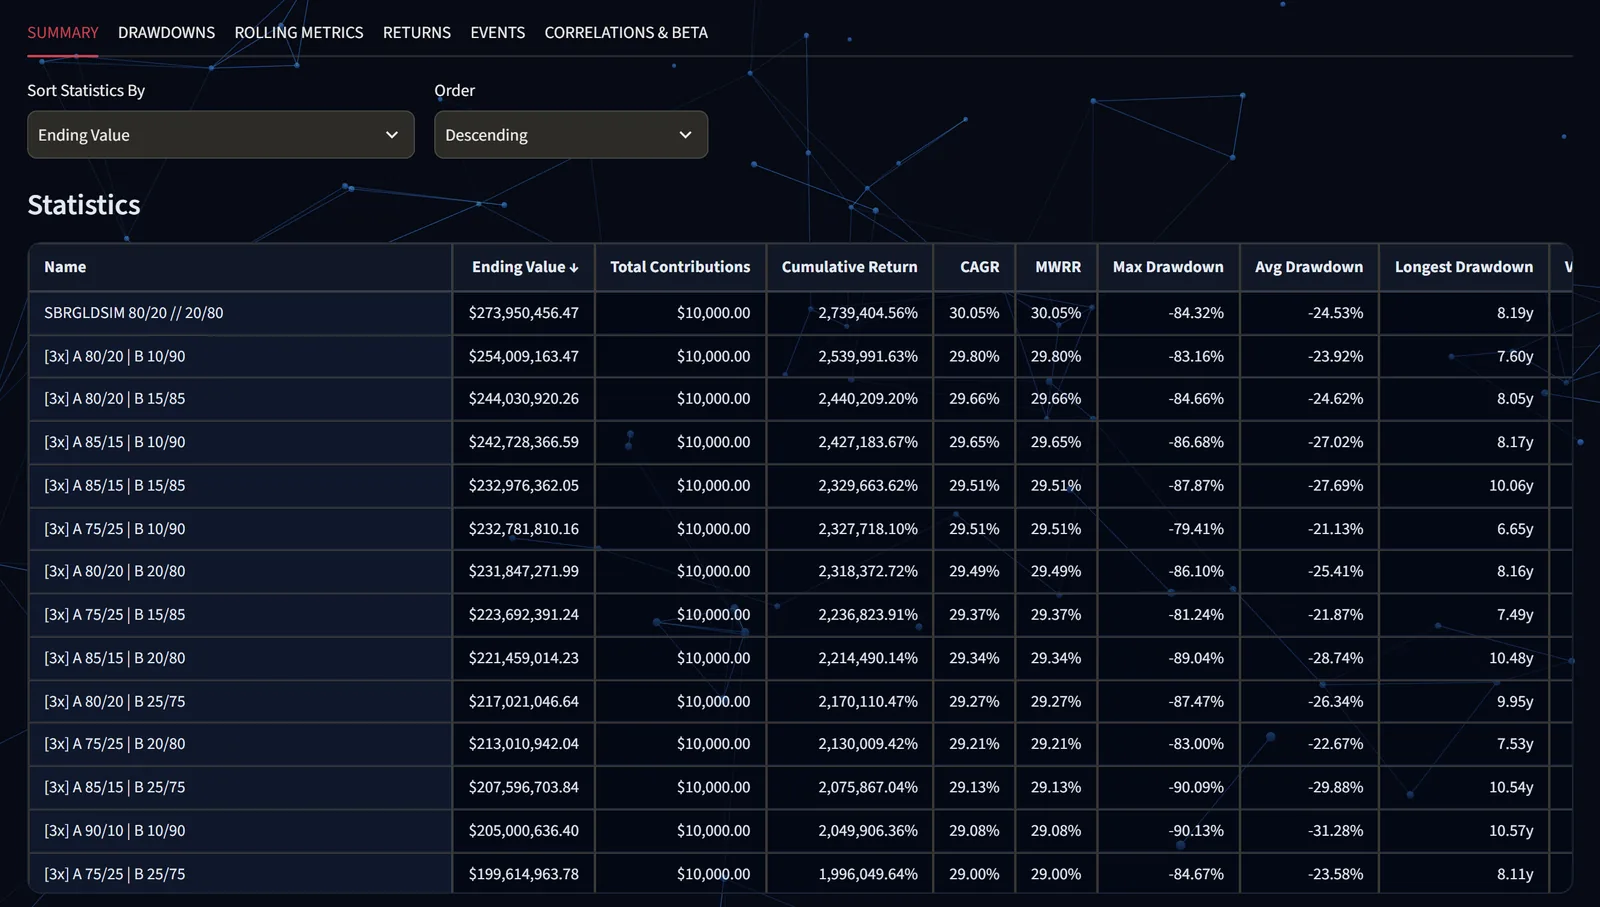 SUMMARY DRAWDOWNS ROLLING METRICS RETURNS EVENTS CORRELATIONS & BETA
Sort Statistics By Order
Ending Value Descending
Statistics
Name Ending Value ↓ Total Contributions Cumulative Return CAGR MWRR Max Drawdown Avg Drawdown Longest Drawdown V
SBRGLDSIM 80/20 // 20/80 $273,950,456.47 $10,000.00 2,739,404.56% 30.05% 30.05% -84.32% -24.53% 8.19y
[3x] A 80/20 | B 10/90 $254,009,163.47 $10,000.00 2,539,991.63% 29.80% 29.80% -83.16% -23.92% 7.60y
[3x] A 80/20 | B 15/85 $244,030,920.26 $10,000.00 2,440,209.20% 29.66% 29.66% -84.66% -24.62% 8.05y
[3x] A 85/15 | B 10/90 $242,728,366.59 $10,000.00 2,427,183.67% 29.65% 29.65% -86.68% -27.02% 8.17y
[3x] A 85/15 | B 15/85 $232,976,362.05 $10,000.00 2,329,663.62% 29.51% 29.51% -87.87% -27.69% 10.06y
[3x] A 75/25 | B 10/90 $232,781,810.16 $10,000.00 2,327,718.10% 29.51% 29.51% -79.41% -21.13% 6.65y
[3x] A 80/20 | B 20/80 $231,847,271.99 $10,000.00 2,318,372.72% 29.49% 29.49% -86.10% -25.41% 8.16y
[3x] A 75/25 | B 15/85 $223,692,391.24 $10,000.00 2,236,823.91% 29.37% 29.37% -81.24% -21.87% 7.49y
[3x] A 85/15 | B 20/80 $221,459,014.23 $10,000.00 2,214,490.14% 29.34% 29.34% -89.04% -28.74% 10.48y
[3x] A 80/20 | B 25/75 $217,021,046.64 $10,000.00 2,170,110.47% 29.27% 29.27% -87.47% -26.34% 9.95y
[3x] A 75/25 | B 20/80 $213,010,942.04 $10,000.00 2,130,009.42% 29.21% 29.21% -83.00% -22.67% 7.53y
[3x] A 85/15 | B 25/75 $207,596,703.84 $10,000.00 2,075,867.04% 29.13% 29.13% -90.09% -29.88% 10.54y
[3x] A 90/10 | B 10/90 $205,000,636.40 $10,000.00 2,049,906.36% 29.08% 29.08% -90.13% -31.28% 10.57y
[3x] A 75/25 | B 25/75 $199,614,963.78 $10,000.00 1,996,049.64% 29.00% 29.00% -84.67% -23.58% 8.11y